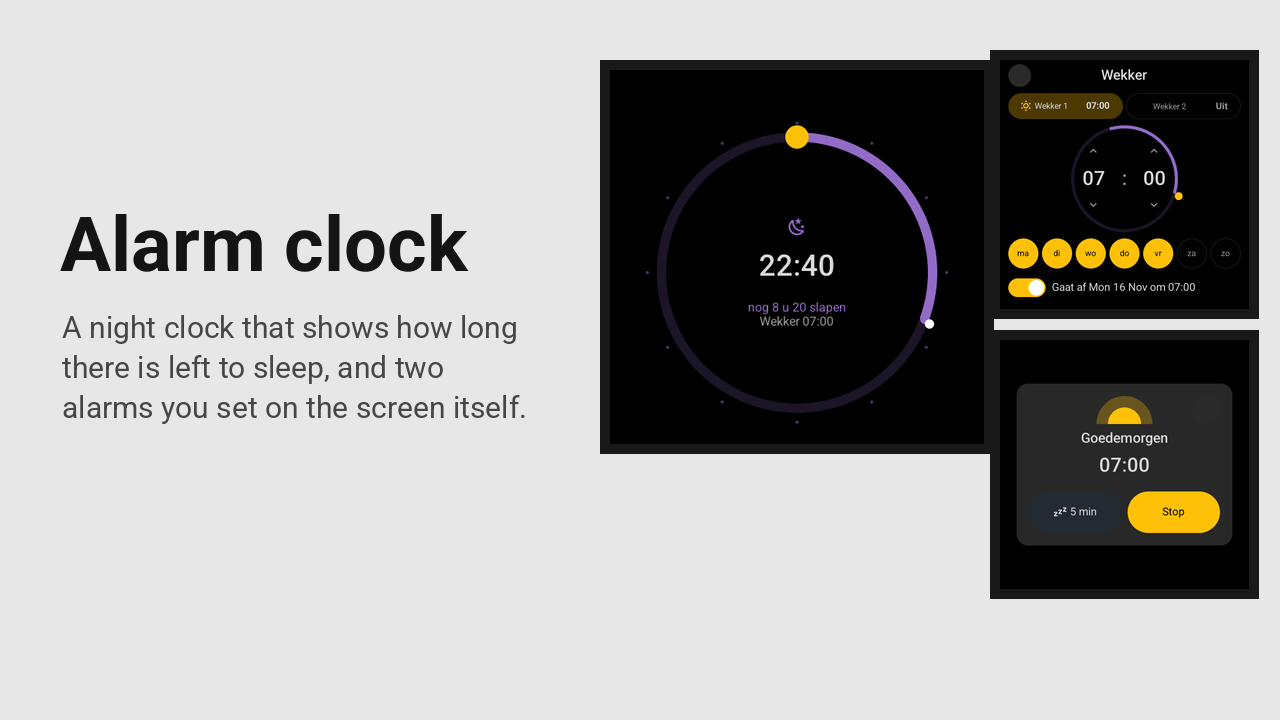 Alarm clock
A night clock that shows how long
there is left to sleep, and two
alarms you set on the screen itself.
22:40
nog 8 u 20 slapen
Wekker 07:00
Wekker
Wekker 1 07:00 Wekker 2 Uit
07 : 00
ma di wo do vr za zo
Gaat af Mon 16 Nov om 07:00
Goedemorgen
07:00
zzz 5 min Stop